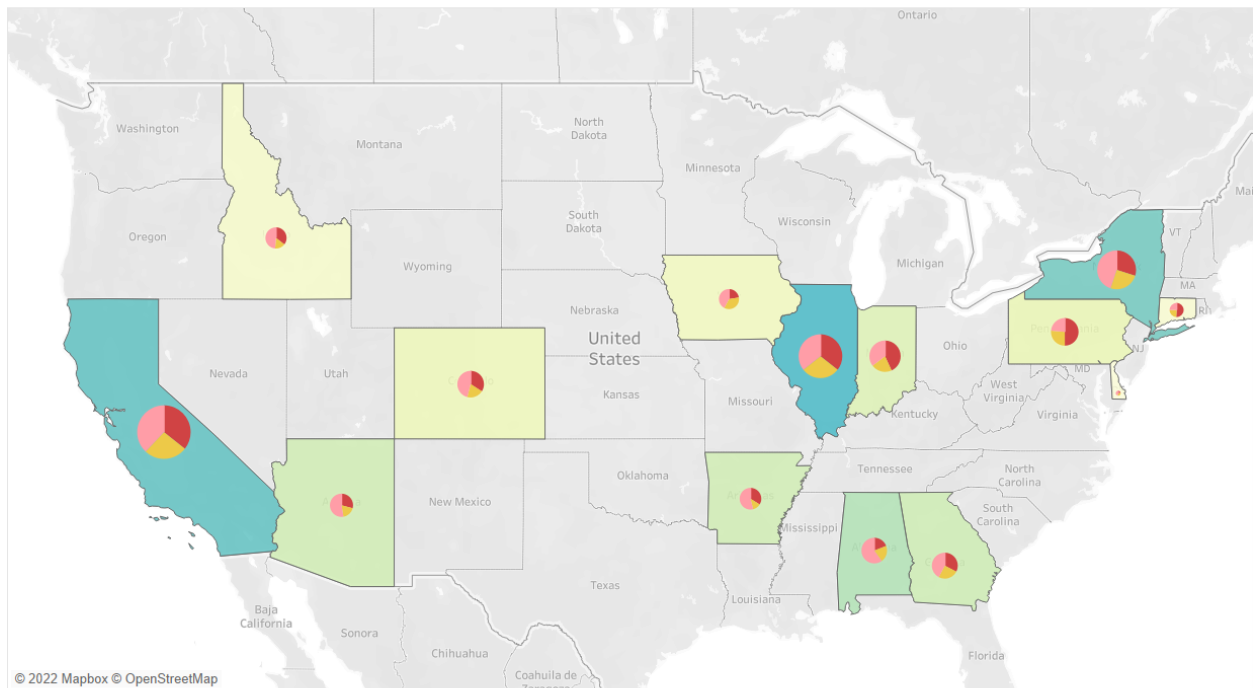 Ontario
Washington
North
Dakota
Montana
Minnesota
Mai
Oregon
South
Dakota
Wisconsin
VT
Wyoming
Michigan
MA
Nebraska
RI
United
States
Ohio
NJ
Nevada
Utah
MD
Kansas
Missouri
West
Virginia
Kentucky
Virginia
Oklahoma
Tennessee
North
Carolina
New Mexico
South
Carolina
Mississippi
Texas
Louisiana
Baja
California
Sonora
Chihuahua
Florida
Coahuila de
© 2022 Mapbox © OpenStreetMap